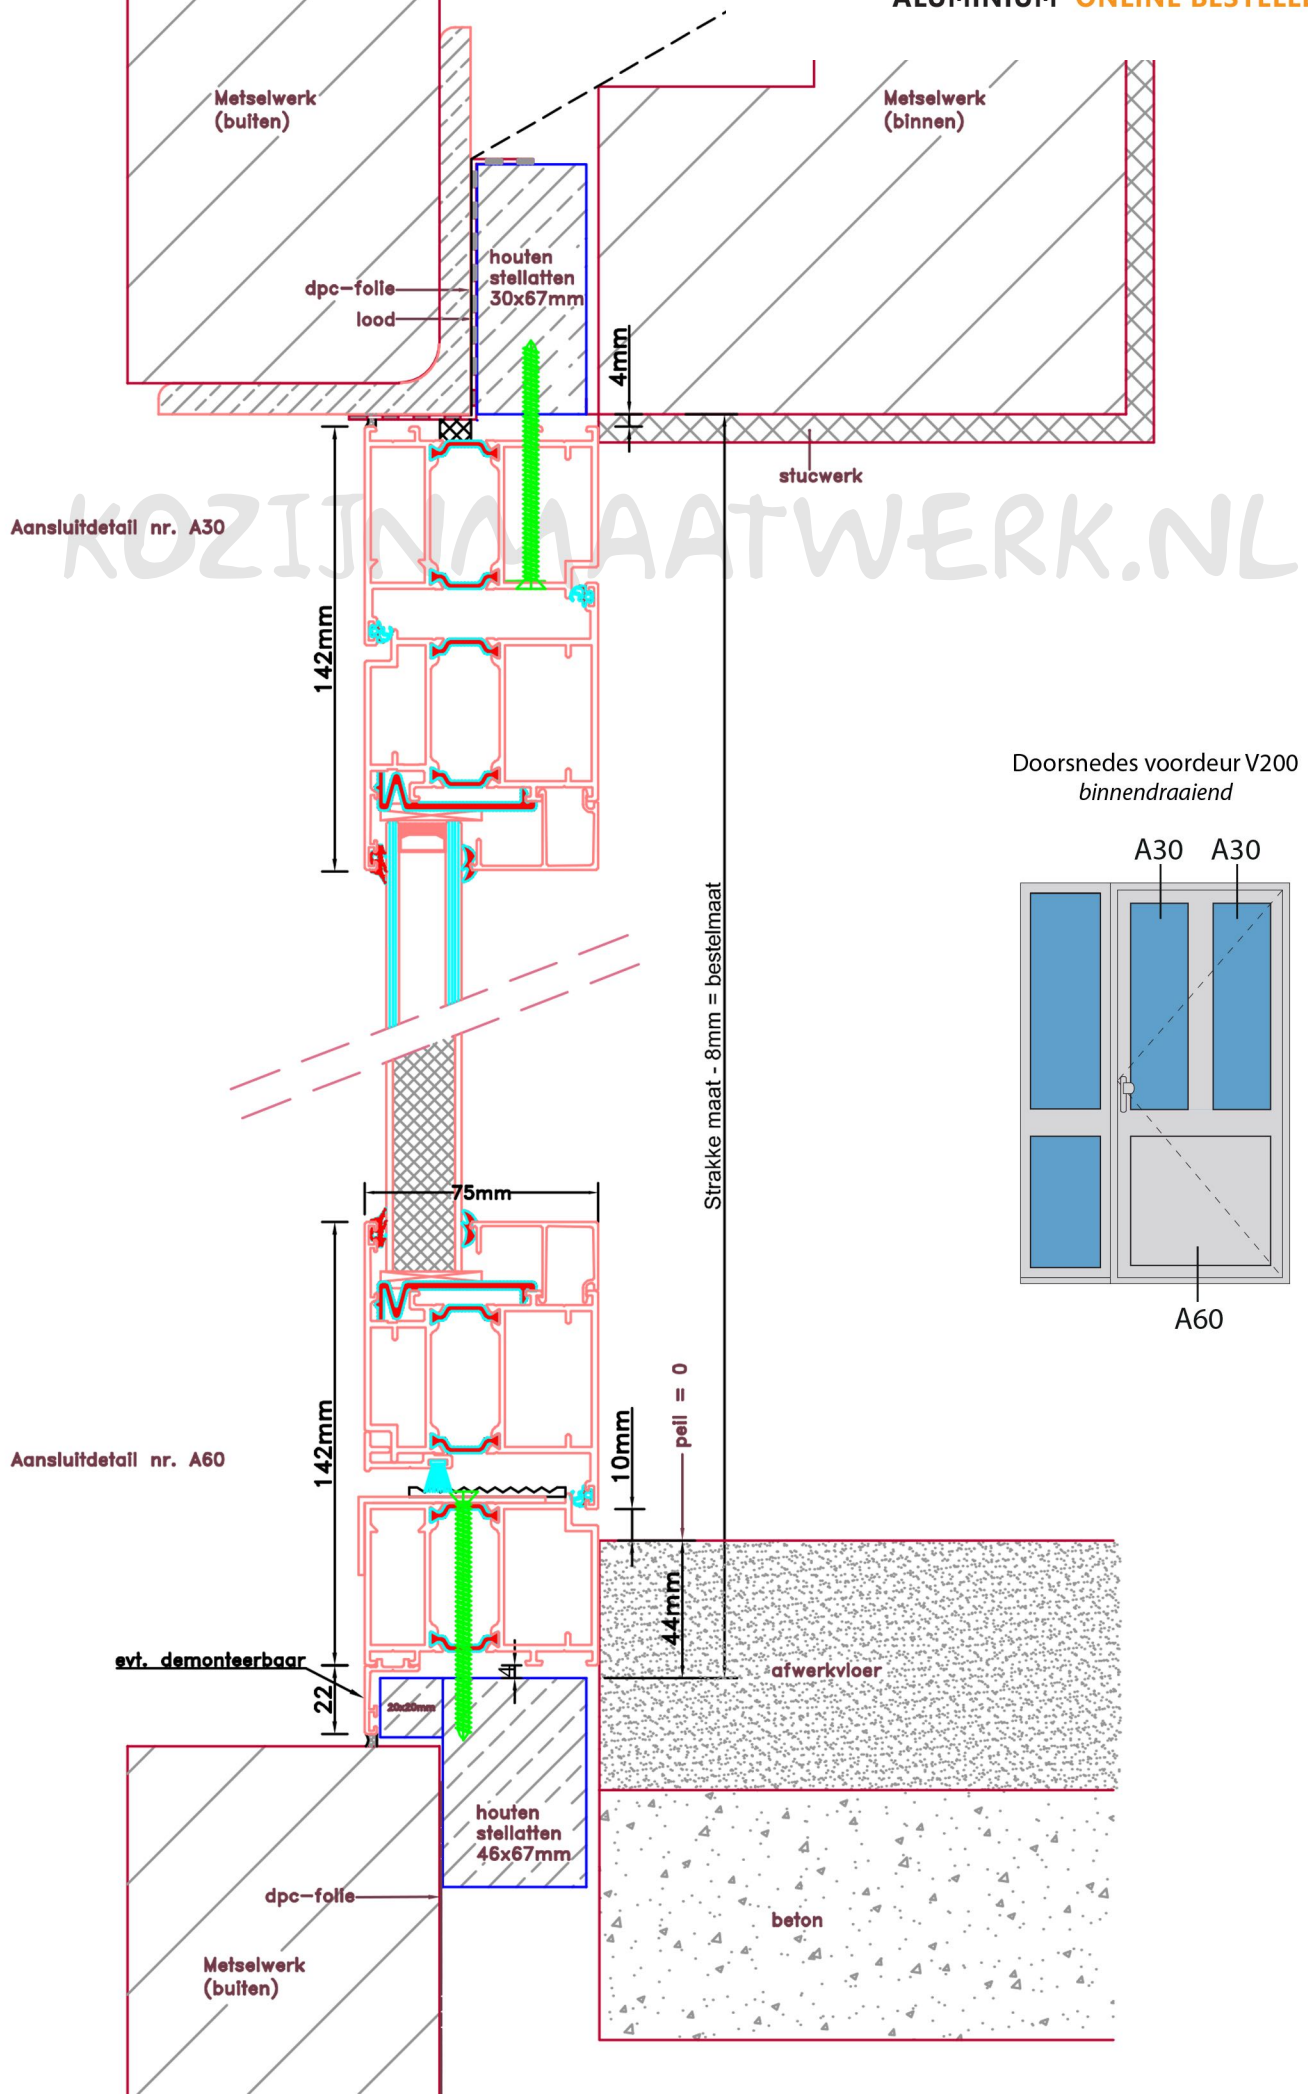 ALUMINIUM ONLINE BESTELLEN
Metselwerk
(buiten)
Metselwerk
(binnen)
houten
stellatten
30x67mm
dpc-folie
lood
4mm
stucwerk
KOZIJNMAATWERK.NL
Aansluitdetail nr. A30
142mm
Doorsnedes voordeur V200
binnendraaiend
A30 A30
A60
Strakke maat - 8mm = bestelmaat
75mm
peil = 0
10mm
142mm
Aansluitdetail nr. A60
44mm
evt. demonteerbaar
4
22
20x20mm
afwerkvloer
houten
stellatten
46x67mm
dpc-folie
beton
Metselwerk
(buiten)